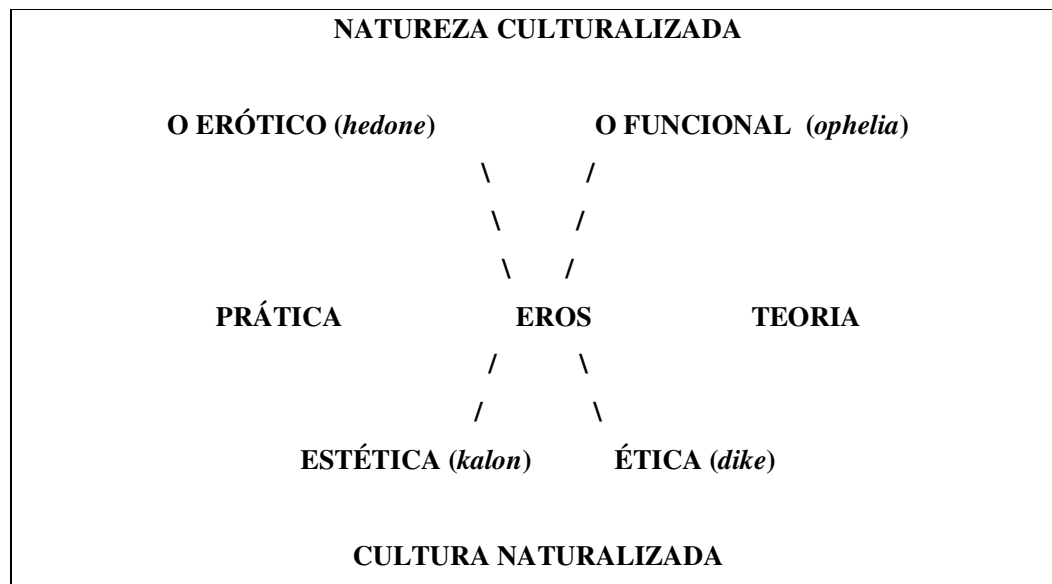 NATUREZA CULTURALIZADA
O ERÓTICO (hedone) O FUNCIONAL (ophelia)
\ /
\ /
\ /
PRÁTICA EROS TEORIA
/ \
/ \
ESTÉTICA (kalon) ÉTICA (dike)
CULTURA NATURALIZADA